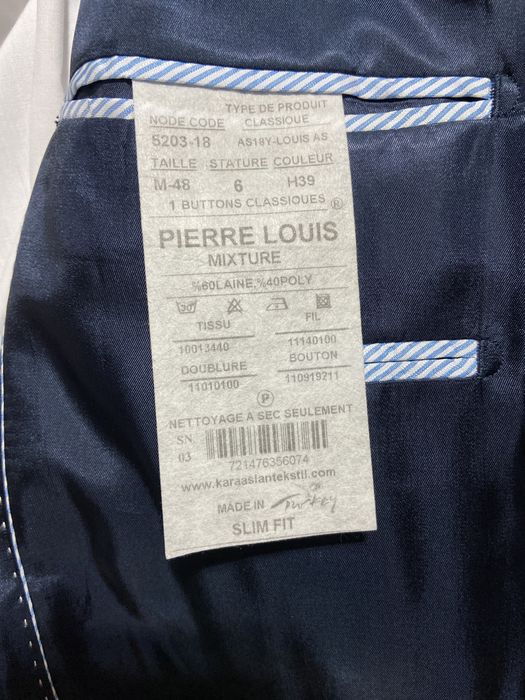 TYPE DE PRODUIT
NODE CODE CLASSIQUE
5203-18 AS18Y-LOUIS AS
TAILLE STATURE COULEUR
M-48 6 H39
1 BUTTONS CLASSIQUES ®
PIERRE LOUIS
MIXTURE
%60LAINE,%40POLY
30
TISSU FIL
10013440 11140100
DOUBLURE BOUTON
11010100 110919211
P
NETTOYAGE A SEC SEULEMENT
SN
03
721476356074
www.karaaslantekstil.com
MADE IN Turkey
SLIM FIT